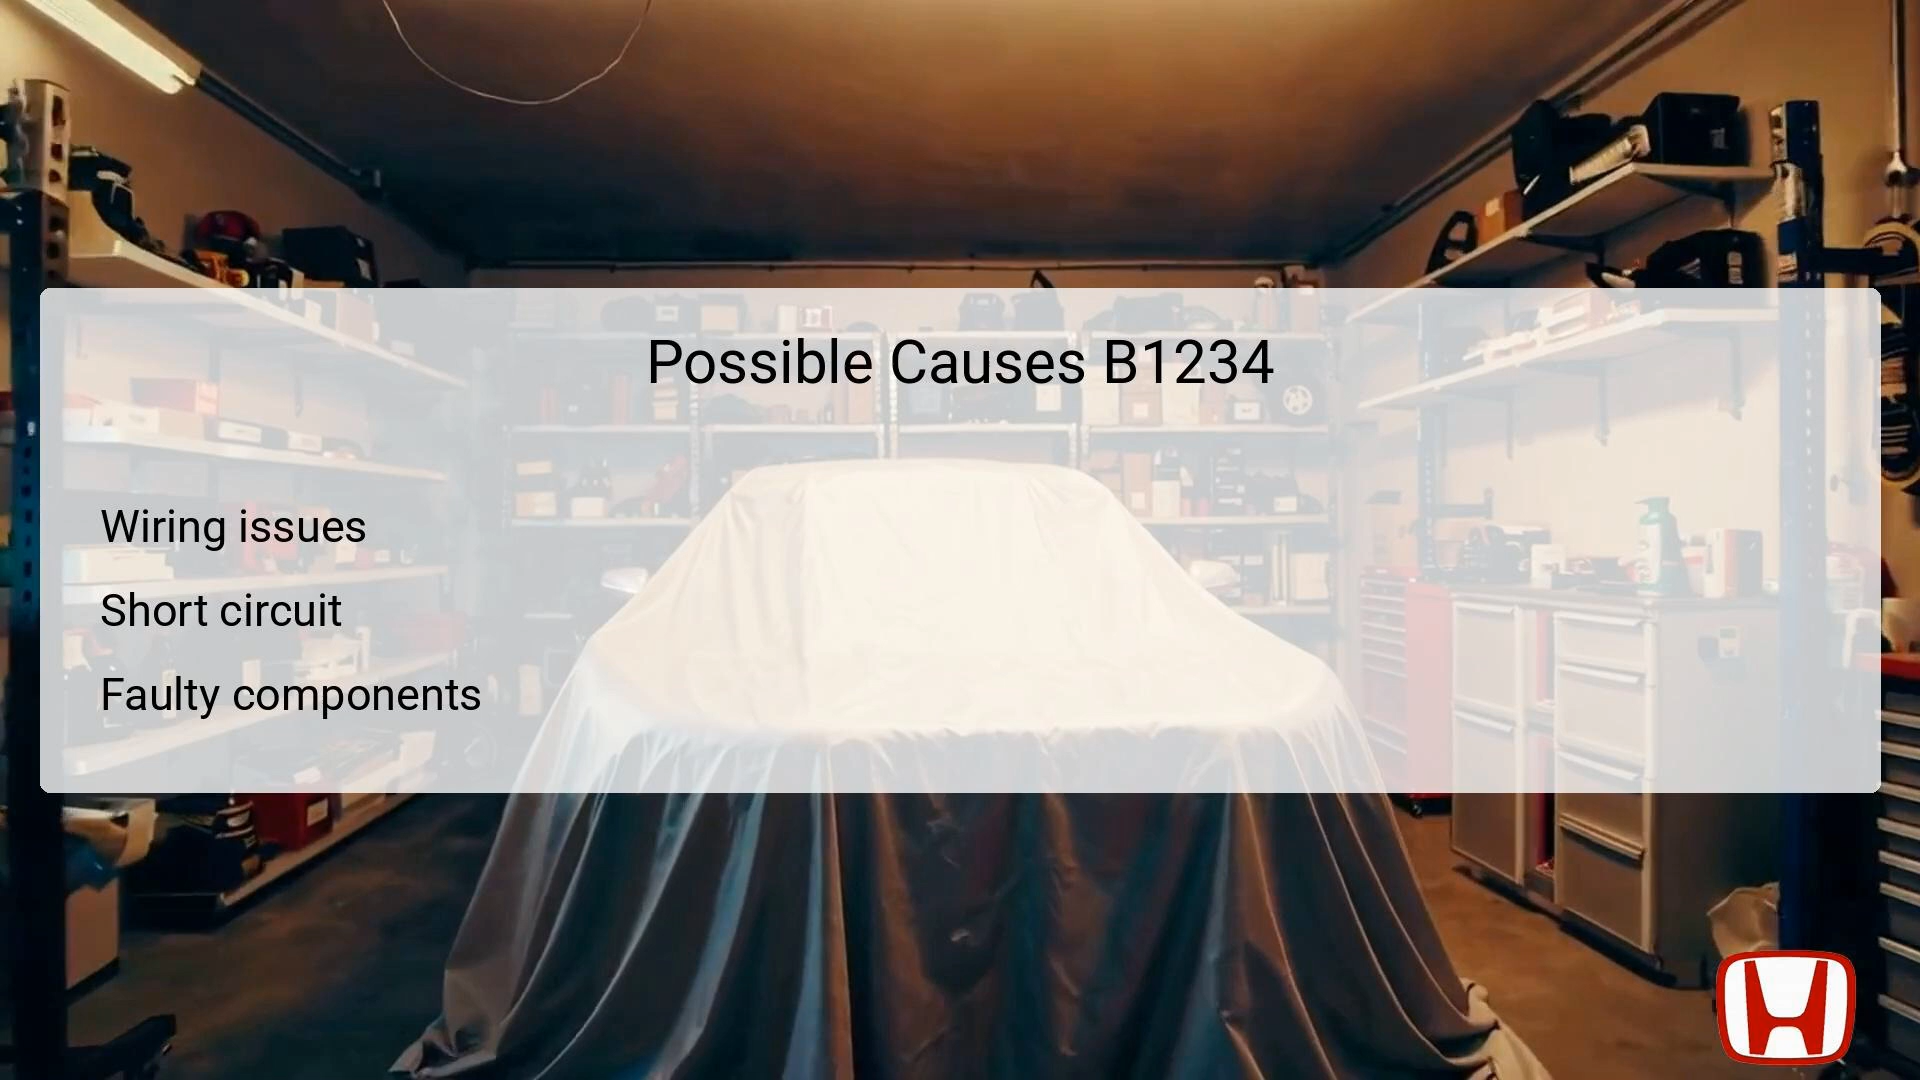 Possible Causes B1234
Wiring issues
Short circuit
Faulty components